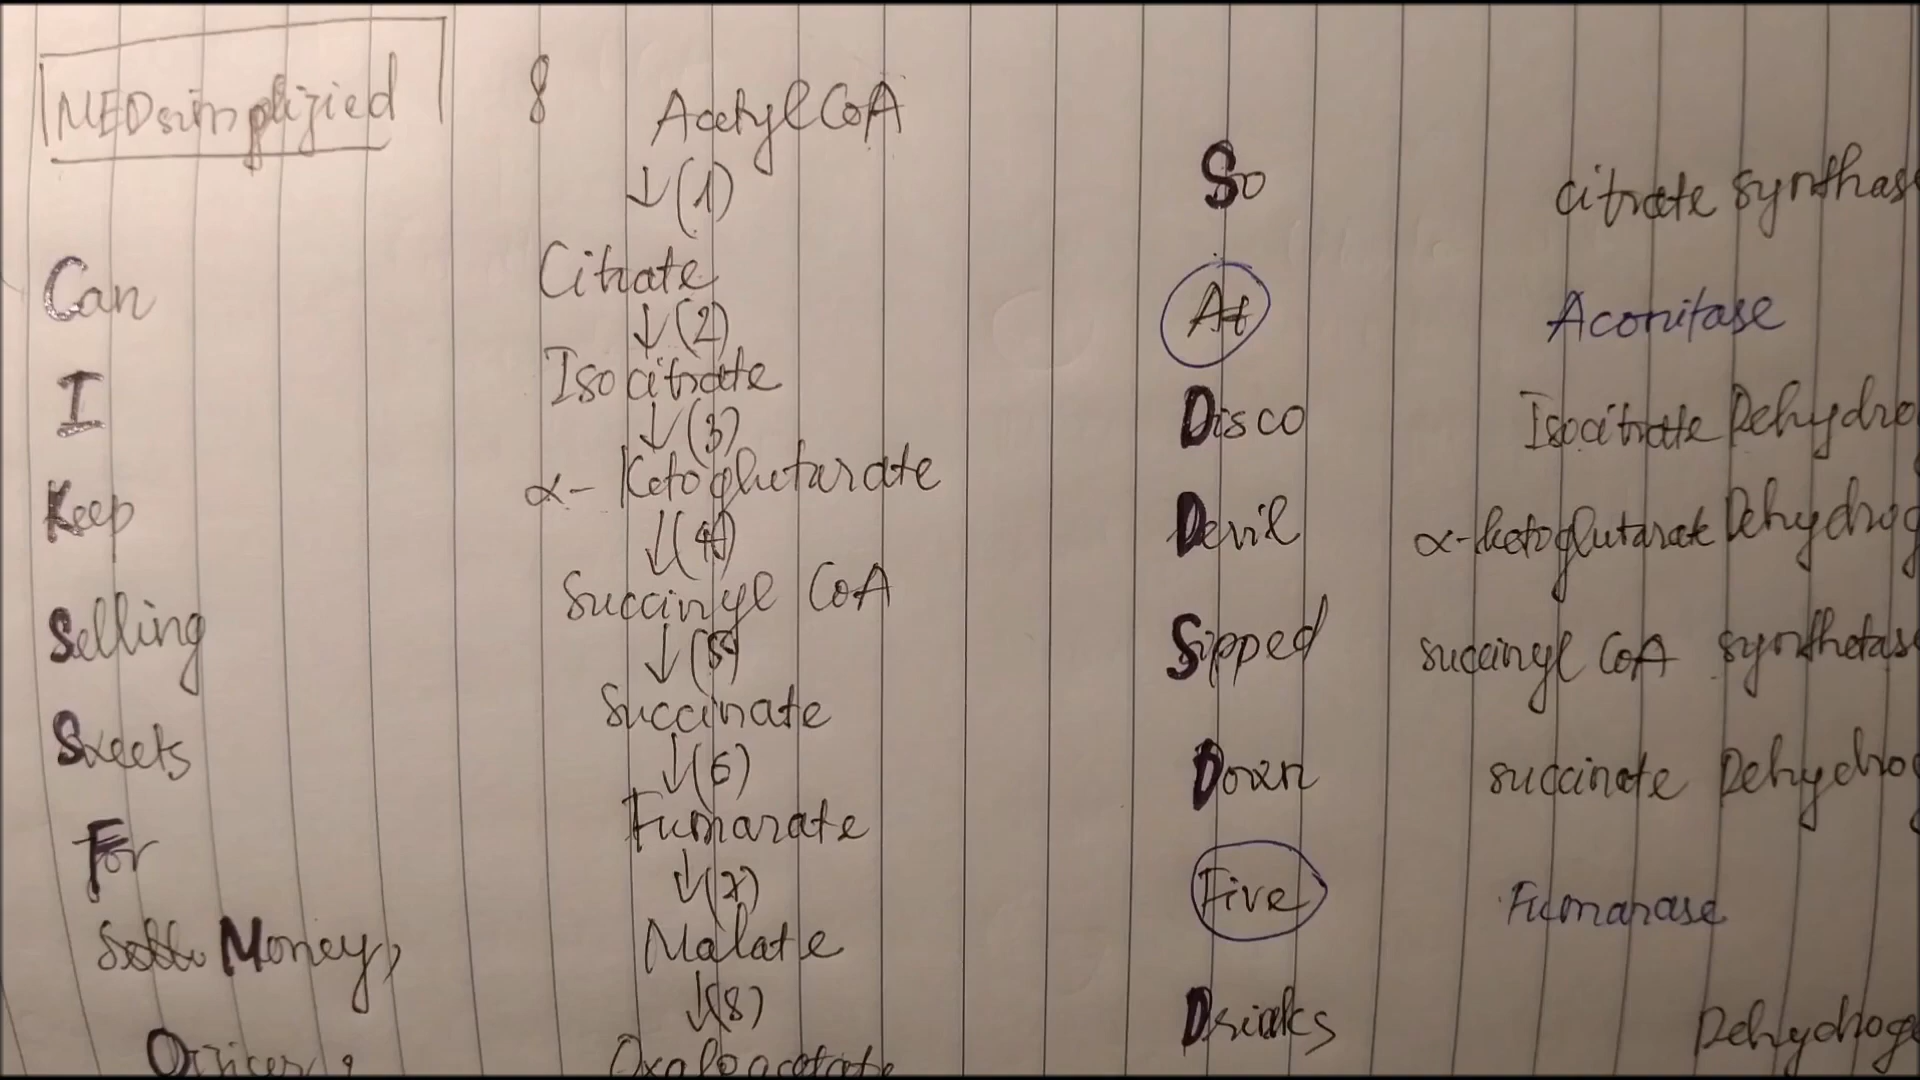 MEDsimplified 8 Acetyl CoA
↓ (1) So citrate synthas
Can Citrate
↓ (2) At Aconitase
I Isocitrate
↓ (3) Disco Isocitrate Dehydro
Keep α- Ketoglutarate
↓ (4) Devil α-ketoglutarate Dehydrog
Selling Succinyl CoA
↓ (5) Sipped succinyl CoA synthetas
Sweets Succinate
↓ (6) Down succinate Dehydrog
For Fumarate
↓ (7) Five Fumarase
Money, Malate
↓ (8) Drinks Dehydroge
Officer, Oxaloacetate